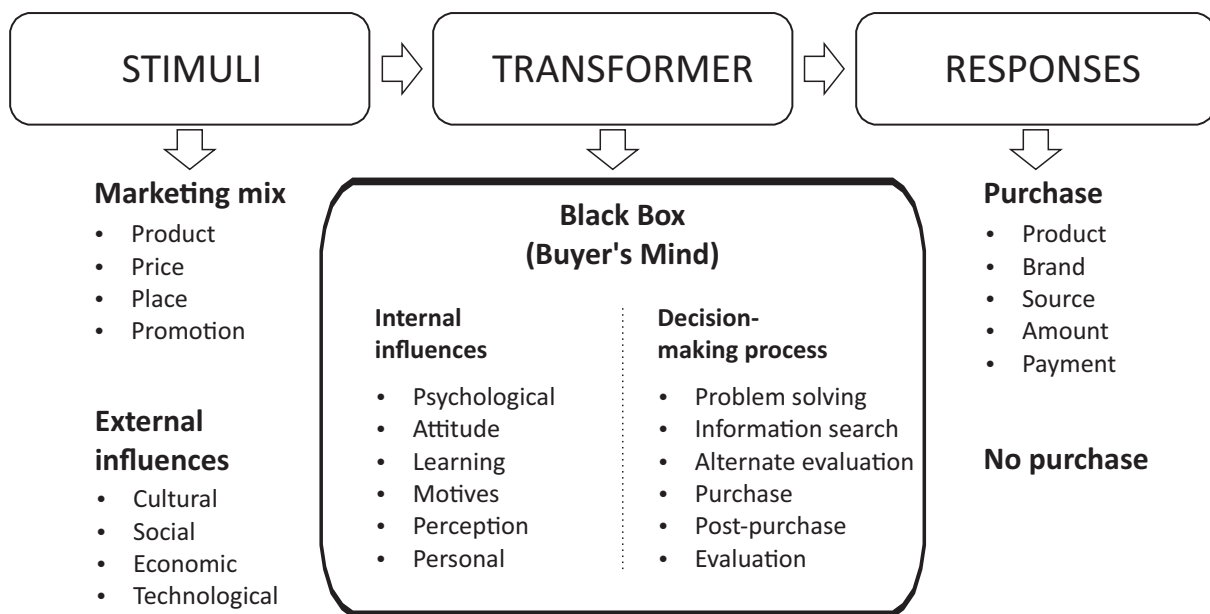 STIMULI
TRANSFORMER
RESPONSES
Marketing mix
• Product
• Price
• Place
• Promotion
External
influences
• Cultural
• Social
• Economic
• Technological
Black Box
(Buyer's Mind)
Internal
influences
• Psychological
• Attitude
• Learning
• Motives
• Perception
• Personal
Decision-
making process
• Problem solving
• Information search
• Alternate evaluation
• Purchase
• Post-purchase
• Evaluation
Purchase
• Product
• Brand
• Source
• Amount
• Payment
No purchase